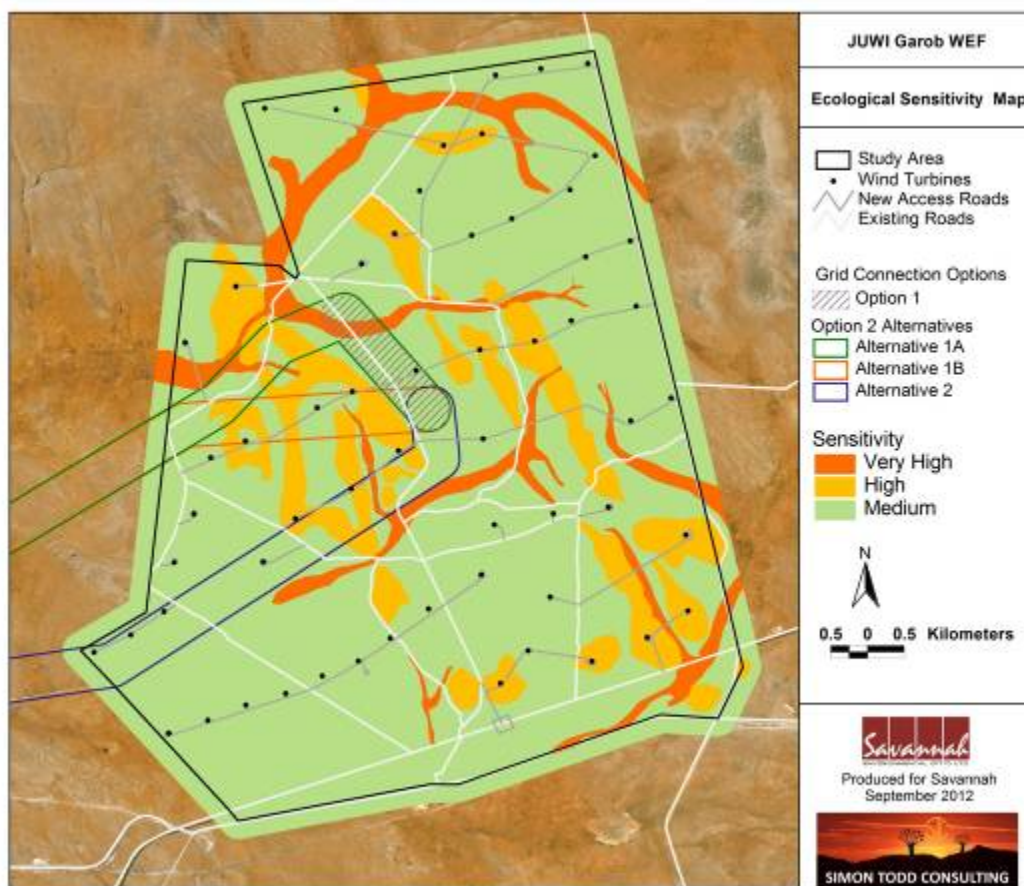 JUWI Garob WEF
Ecological Sensitivity Map
Study Area
Wind Turbines
New Access Roads
Existing Roads
Grid Connection Options
Option 1
Option 2 Alternatives
Alternative 1A
Alternative 1B
Alternative 2
Sensitivity
Very High
High
Medium
N
0.5 0 0.5 Kilometers
Savannah
Produced for Savannah
September 2012
SIMON TODD CONSULTING